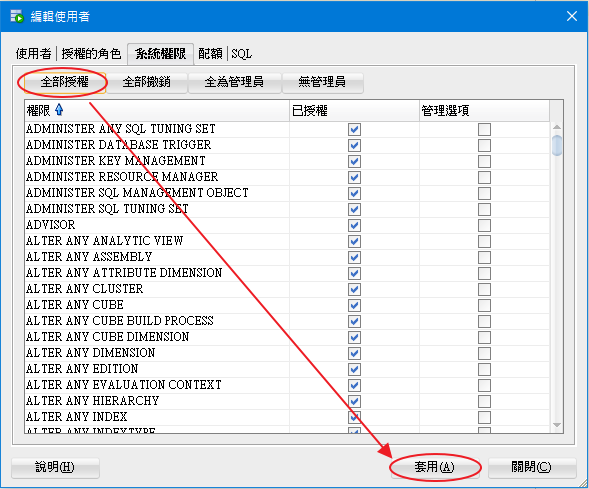 編輯使用者
使用者 授權的角色 系統權限 配額 SQL
全部授權 全部撤銷 全為管理員 無管理員
權限 已授權 管理選項
ADMINISTER ANY SQL TUNING SET
ADMINISTER DATABASE TRIGGER
ADMINISTER KEY MANAGEMENT
ADMINISTER RESOURCE MANAGER
ADMINISTER SQL MANAGEMENT OBJECT
ADMINISTER SQL TUNING SET
ADVISOR
ALTER ANY ANALYTIC VIEW
ALTER ANY ASSEMBLY
ALTER ANY ATTRIBUTE DIMENSION
ALTER ANY CLUSTER
ALTER ANY CUBE
ALTER ANY CUBE BUILD PROCESS
ALTER ANY CUBE DIMENSION
ALTER ANY DIMENSION
ALTER ANY EDITION
ALTER ANY EVALUATION CONTEXT
ALTER ANY HIERARCHY
ALTER ANY INDEX
ALTER ANY INDEXTYPE
說明(H) 套用(A) 關閉(C)